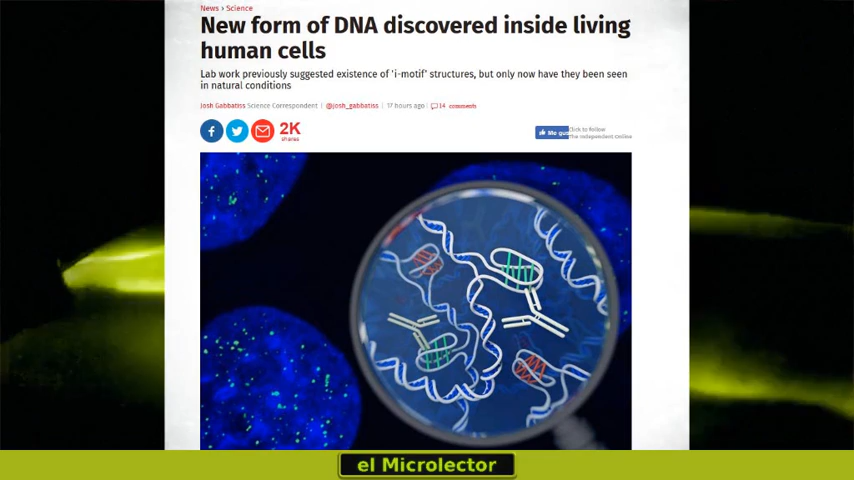 News › Science
New form of DNA discovered inside living
human cells
Lab work previously suggested existence of 'i-motif' structures, but only now have they been seen
in natural conditions
Josh Gabbatiss Science Correspondent | @josh_gabbatiss | 17 hours ago | 14 comments
2K
shares
Me gus
Click to follow
The Independent Online
el Microlector